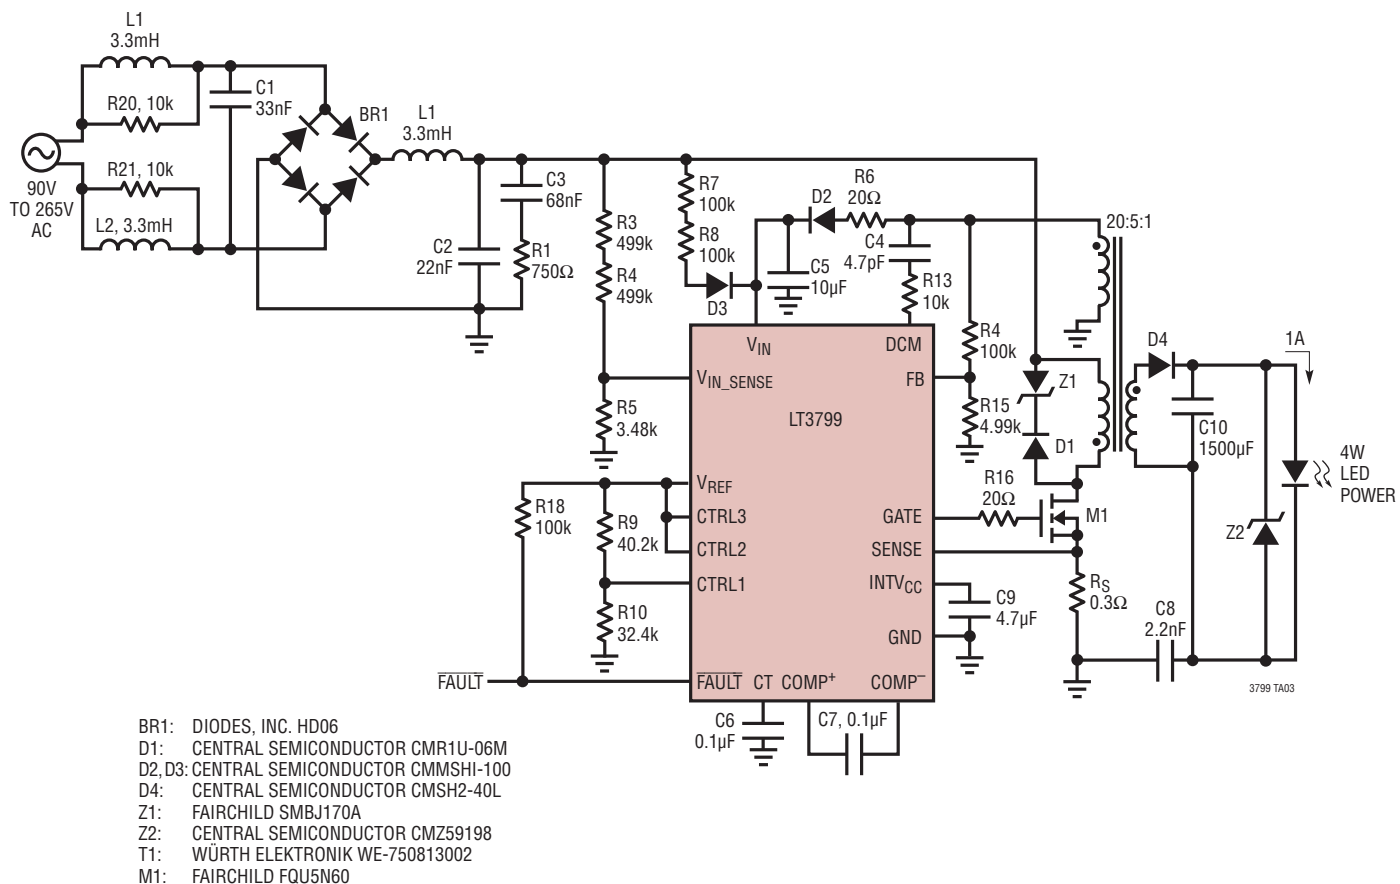 L1
3.3mH
R20, 10k
C1
33nF
BR1
L1
3.3mH
R21, 10k
90V
TO 265V
AC
L2, 3.3mH
C3
68nF
C2
22nF
R1
750Ω
R3
499k
R4
499k
R7
100k
R8
100k
D3
D2
R6
20Ω
C4
4.7pF
C5
10µF
R13
10k
20:5:1
R4
100k
R15
4.99k
Z1
D1
D4
1A
C10
1500µF
4W
LED
POWER
Z2
R5
3.48k
VIN
DCM
VIN_SENSE
FB
LT3799
VREF
CTRL3
GATE
CTRL2
SENSE
CTRL1
INTVCC
GND
FAULT
CT
COMP+
COMP–
R18
100k
R9
40.2k
R10
32.4k
FAULT
R16
20Ω
M1
RS
0.3Ω
C9
4.7µF
C8
2.2nF
C6
0.1µF
C7, 0.1µF
3799 TA03
BR1: DIODES, INC. HD06
D1: CENTRAL SEMICONDUCTOR CMR1U-06M
D2, D3: CENTRAL SEMICONDUCTOR CMMSHI-100
D4: CENTRAL SEMICONDUCTOR CMSH2-40L
Z1: FAIRCHILD SMBJ170A
Z2: CENTRAL SEMICONDUCTOR CMZ59198
T1: WÜRTH ELEKTRONIK WE-750813002
M1: FAIRCHILD FQU5N60